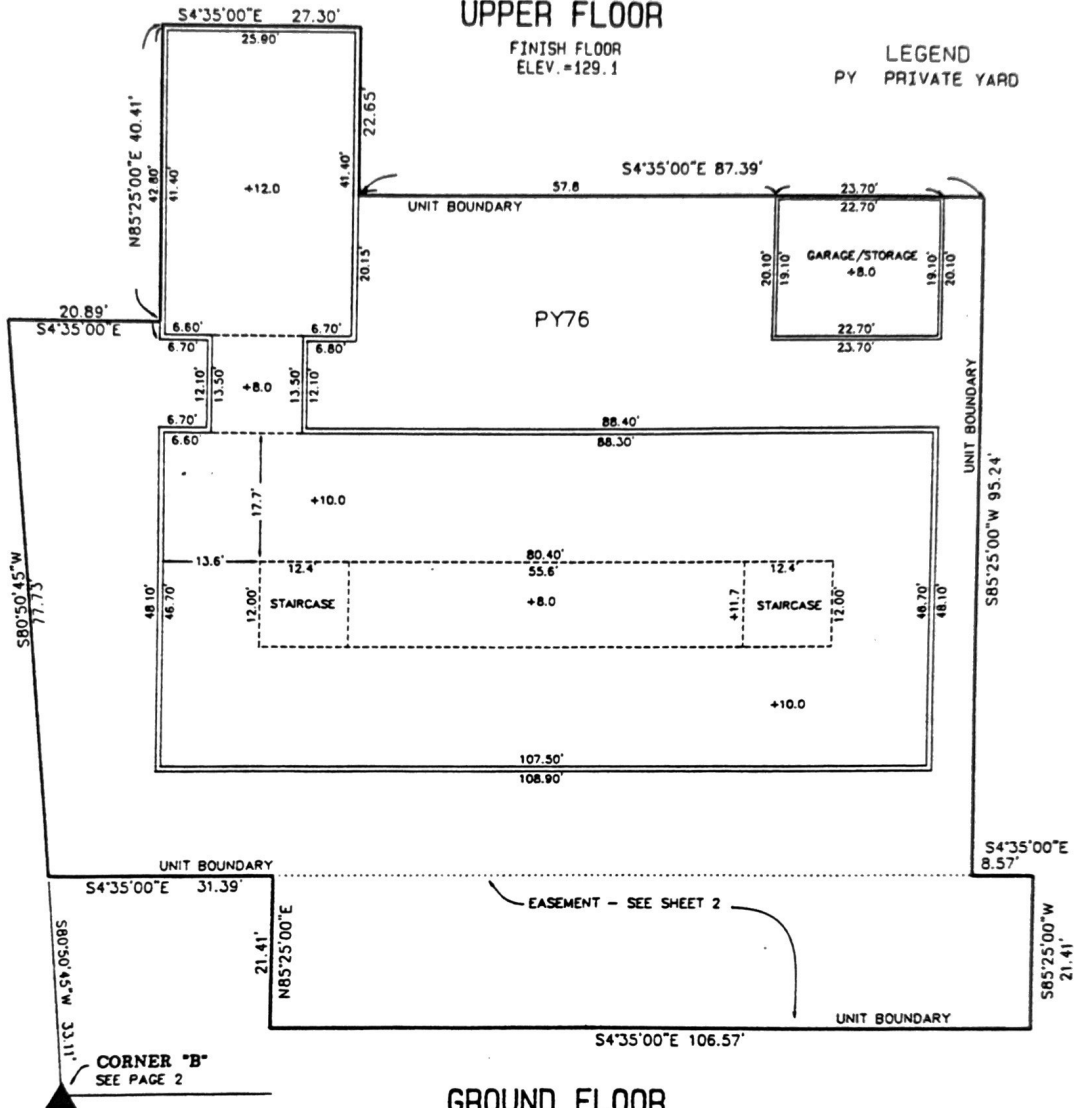 UPPER FLOOR
FINISH FLOOR
ELEV.=129.1
LEGEND
PY PRIVATE YARD
S4°35'00"E 27.30'
25.90'
N85°25'00"E 40.41'
42.80'
41.40'
+12.0
41.40'
22.65'
20.15'
S4°35'00"E 87.39'
57.8
UNIT BOUNDARY
23.70'
22.70'
20.10'
19.10'
GARAGE/STORAGE
+8.0
19.10'
20.10'
22.70'
23.70'
PY76
20.89'
S4°35'00"E
6.60'
6.70'
6.70'
6.80'
12.10'
13.50'
+8.0
13.50'
12.10'
6.70'
6.60'
88.40'
88.30'
UNIT BOUNDARY
S85°25'00"W 95.24'
17.7'
+10.0
13.6'
80.40'
12.4'
55.6'
12.4'
S80°50'45"W
77.73'
48.10'
46.70'
12.00'
STAIRCASE
+8.0
+11.7
STAIRCASE
12.00'
46.70'
48.10'
+10.0
107.50'
108.90'
UNIT BOUNDARY
S4°35'00"E 31.39'
S4°35'00"E
8.57'
EASEMENT - SEE SHEET 2
S80°50'45"W 33.11'
21.41'
N85°25'00"E
S85°25'00"W
21.41'
UNIT BOUNDARY
S4°35'00"E 106.57'
CORNER "B"
SEE PAGE 2
GROUND FLOOR